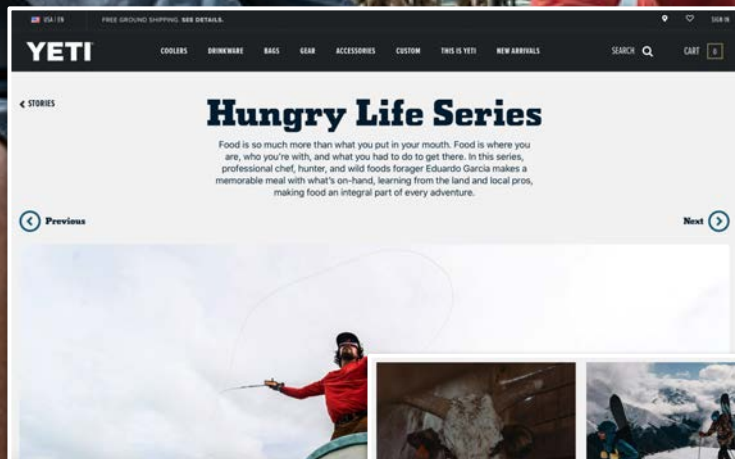 USA / EN
FREE GROUND SHIPPING. SEE DETAILS.
SIGN IN
YETI
COOLERS DRINKWARE BAGS GEAR ACCESSORIES CUSTOM THIS IS YETI NEW ARRIVALS
SEARCH
CART 0
STORIES
Hungry Life Series
Food is so much more than what you put in your mouth. Food is where you
are, who you're with, and what you had to do to get there. In this series,
professional chef, hunter, and wild foods forager Eduardo Garcia makes a
memorable meal with what's on-hand, learning from the land and local pros,
making food an integral part of every adventure.
Previous
Next